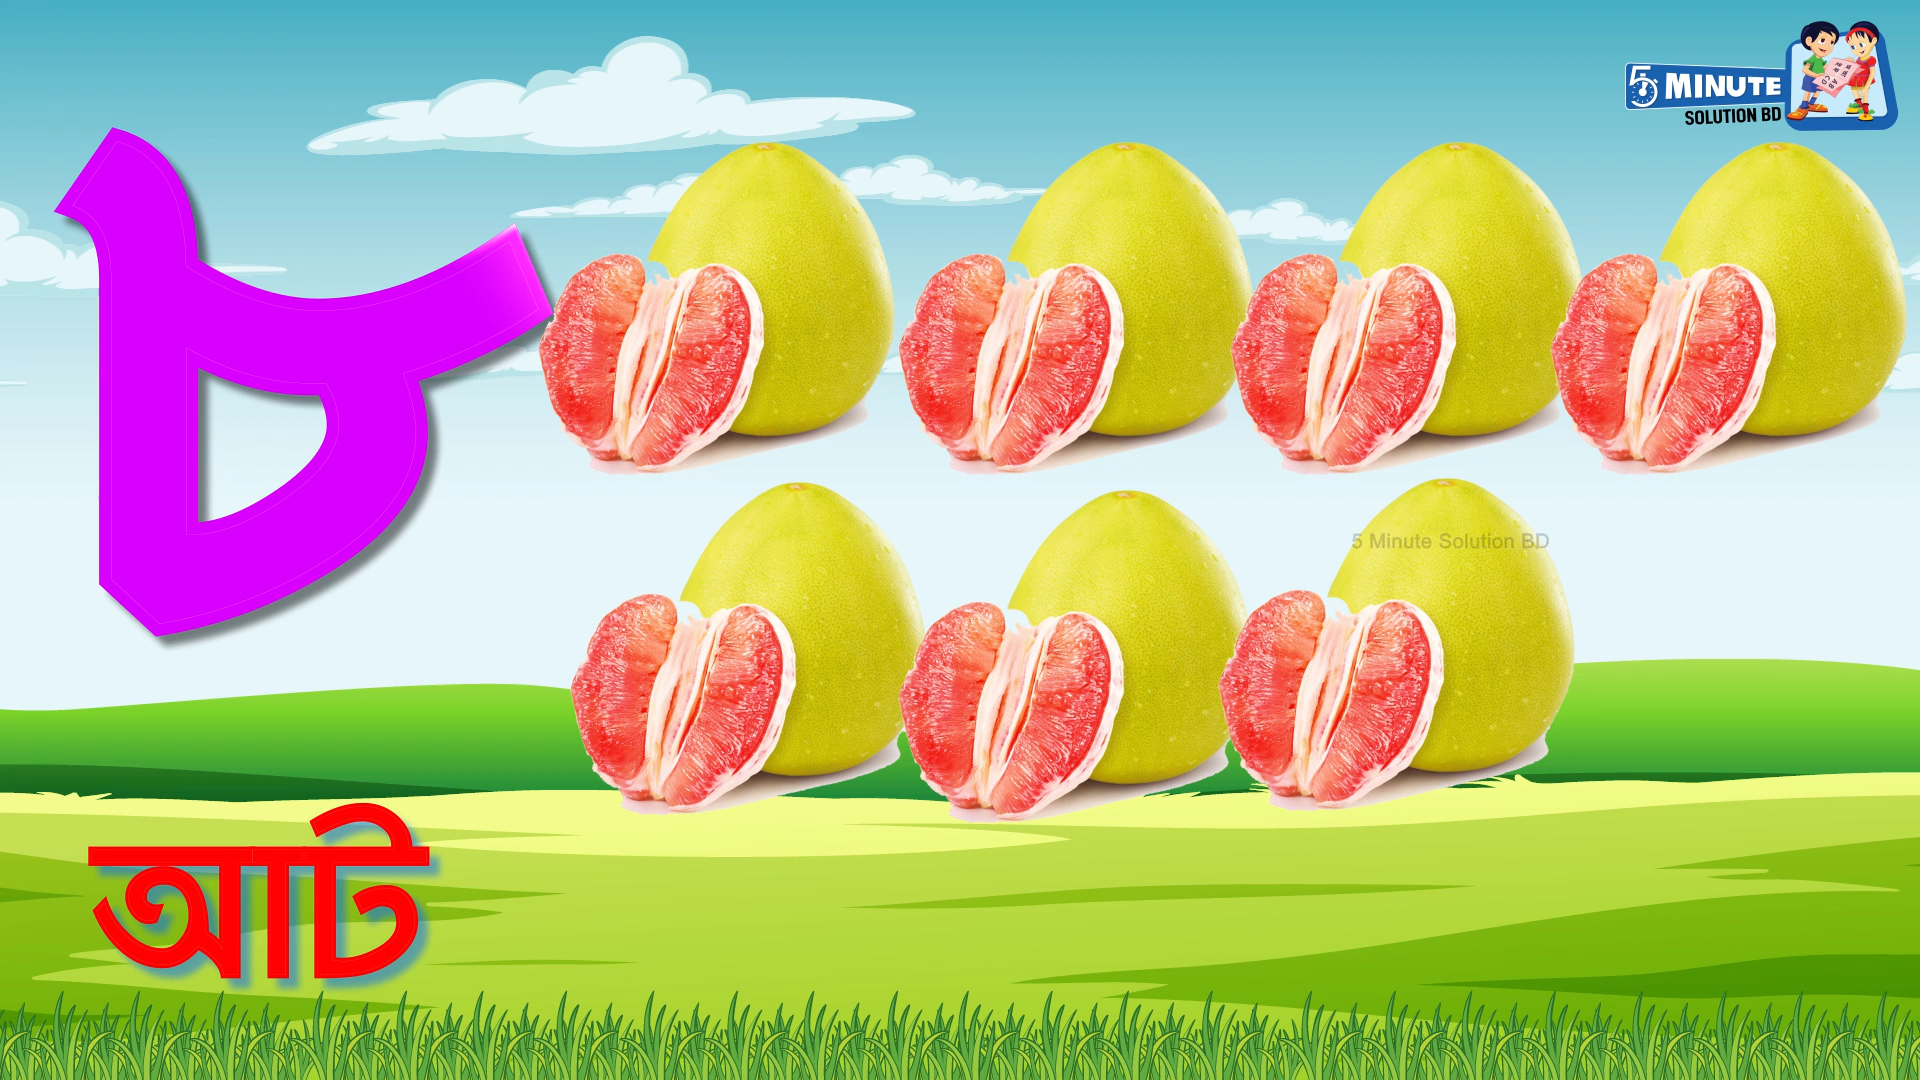 5 MINUTE
SOLUTION BD
৮
5 Minute Solution BD
আট